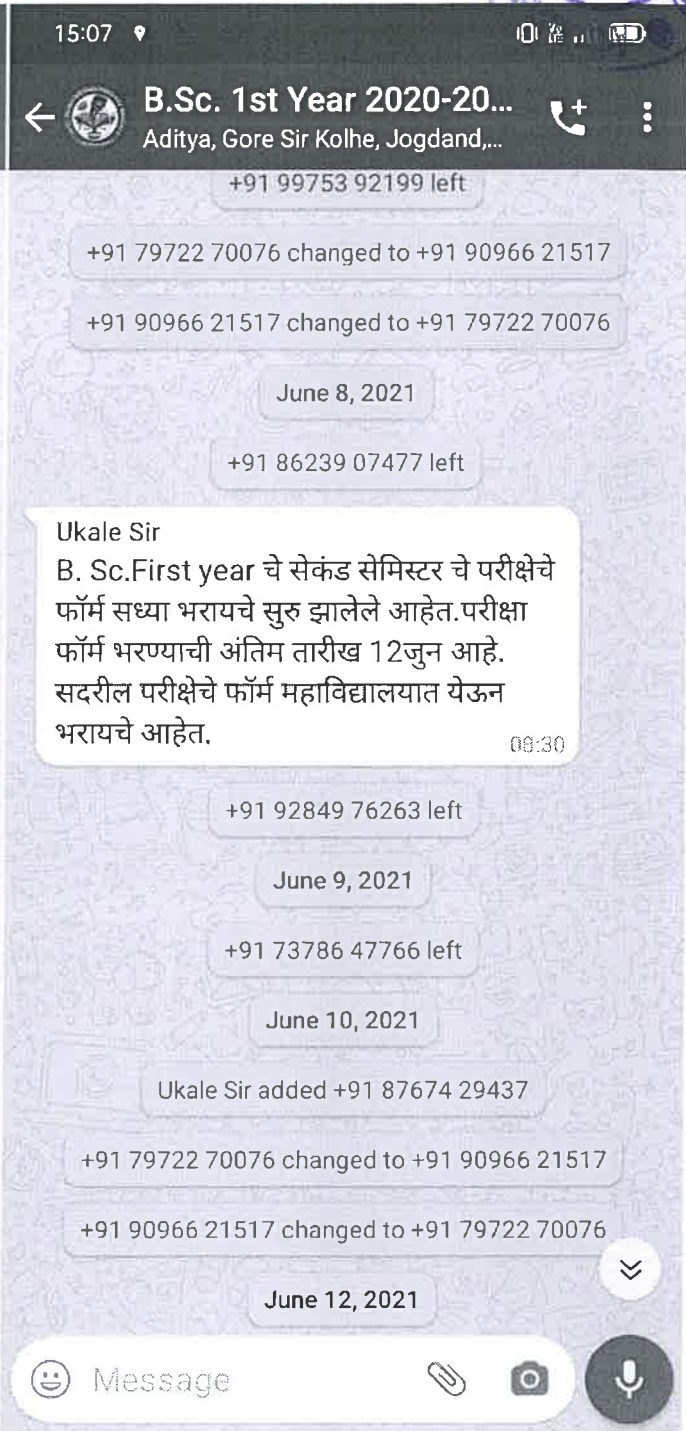 15:07
B.Sc. 1st Year 2020-20...
Aditya, Gore Sir Kolhe, Jogdand,...
+91 99753 92199 left
+91 79722 70076 changed to +91 90966 21517
+91 90966 21517 changed to +91 79722 70076
June 8, 2021
+91 86239 07477 left
Ukale Sir
B. Sc.First year चे सेकंड सेमिस्टर चे परीक्षेचे
फॉर्म सध्या भरायचे सुरु झालेले आहेत.परीक्षा
फॉर्म भरण्याची अंतिम तारीख 12जुन आहे.
सदरील परीक्षेचे फॉर्म महाविद्यालयात येऊन
भरायचे आहेत.
08:30
+91 92849 76263 left
June 9, 2021
+91 73786 47766 left
June 10, 2021
Ukale Sir added +91 87674 29437
+91 79722 70076 changed to +91 90966 21517
+91 90966 21517 changed to +91 79722 70076
June 12, 2021
Message